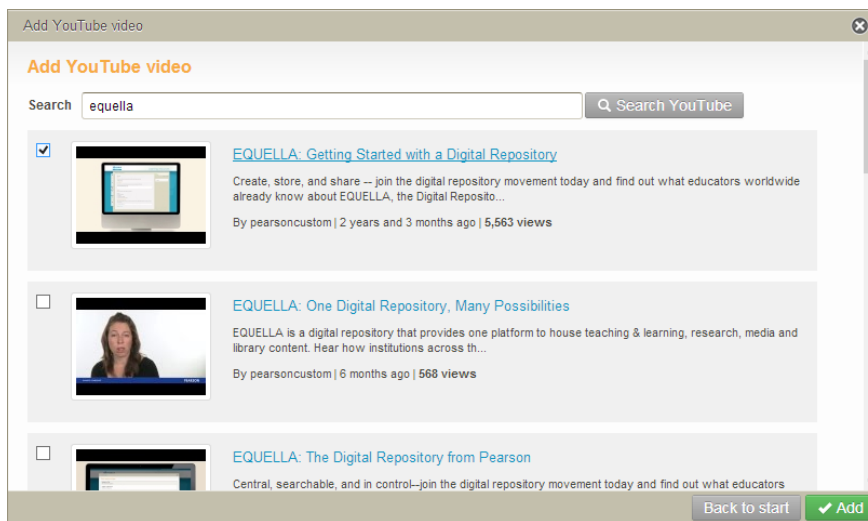 Add YouTube video
Add YouTube video
Search equella Search YouTube
EQUELLA: Getting Started with a Digital Repository
Create, store, and share -- join the digital repository movement today and find out what educators worldwide
already know about EQUELLA, the Digital Reposito...
By pearsoncustom | 2 years and 3 months ago | 5,563 views
EQUELLA: One Digital Repository, Many Possibilities
EQUELLA is a digital repository that provides one platform to house teaching & learning, research, media and
library content. Hear how institutions across th...
By pearsoncustom | 6 months ago | 568 views
PEARSON
EQUELLA: The Digital Repository from Pearson
Central, searchable, and in control--join the digital repository movement today and find out what educators
Back to start Add